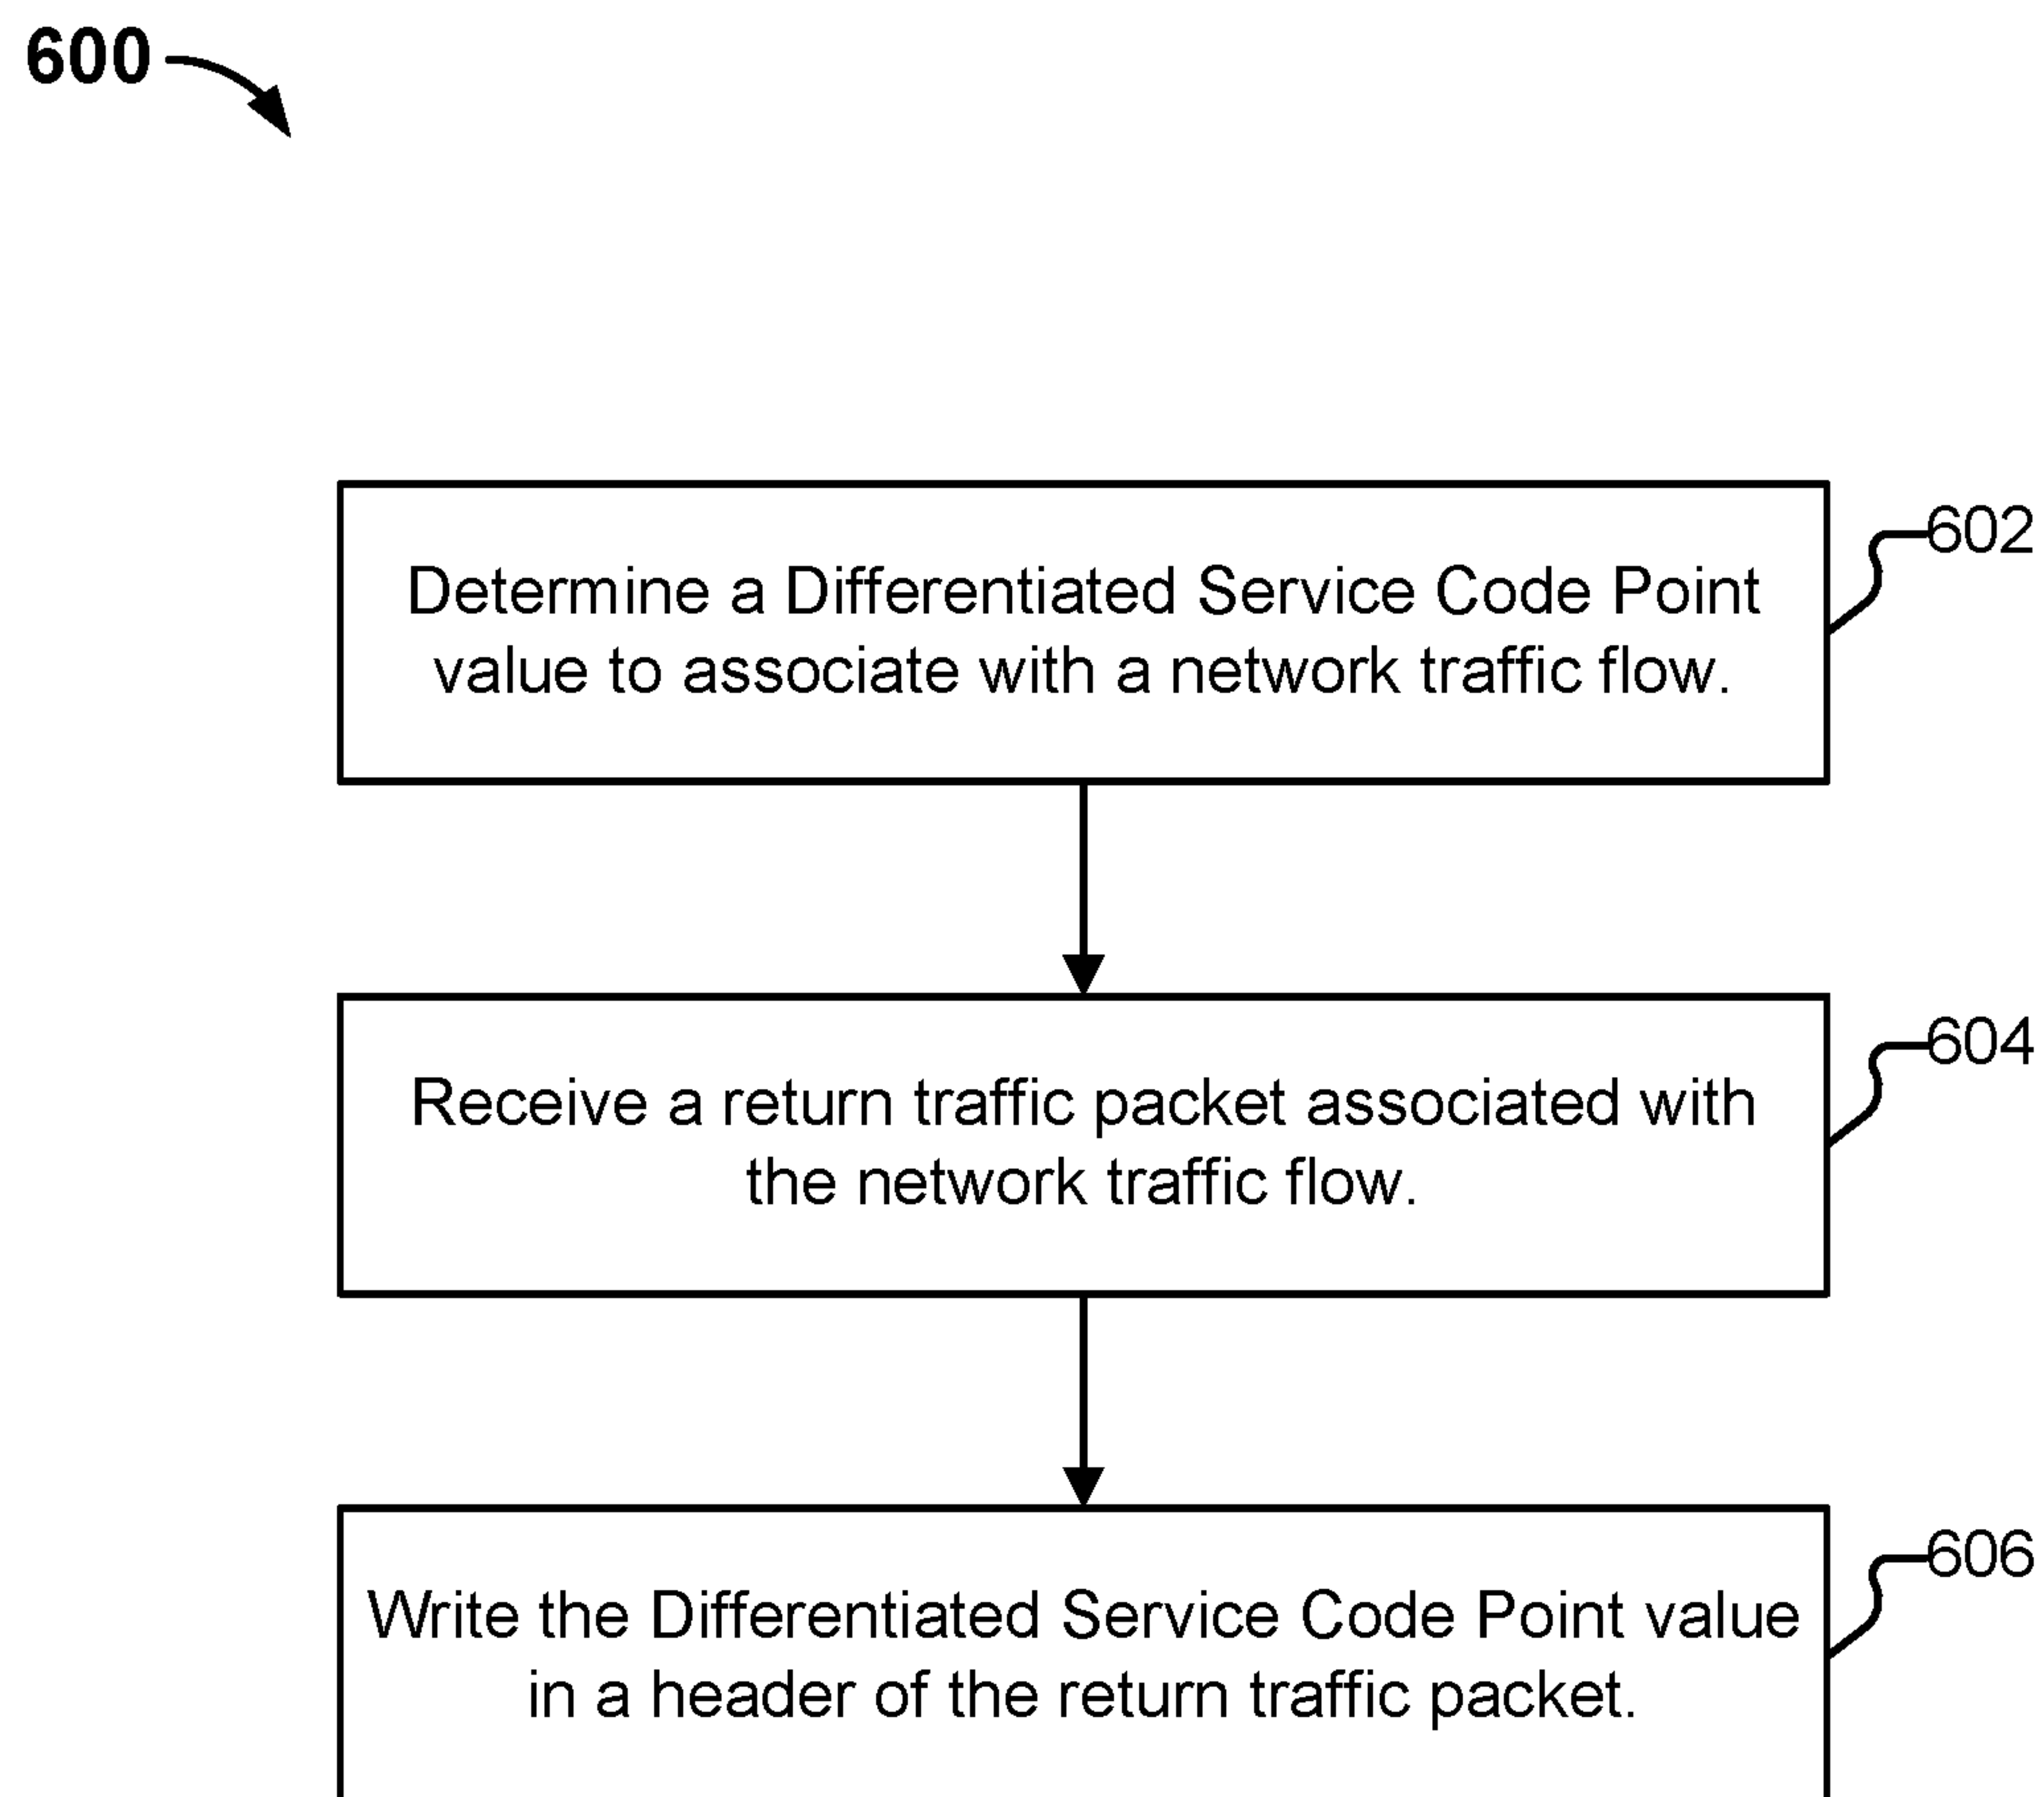 600
602
Determine a Differentiated Service Code Point
value to associate with a network traffic flow.
604
Receive a return traffic packet associated with
the network traffic flow.
606
Write the Differentiated Service Code Point value
in a header of the return traffic packet.